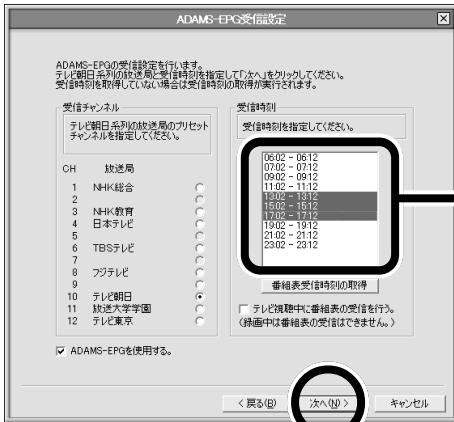 ADAMS-EPG受信設定
ADAMS-EPGの受信設定を行います。
テレビ朝日系列の放送局と受信時刻を指定して「次へ」をクリックしてください。
受信時刻を取得していない場合は受信時刻の取得が実行されます。
受信チャンネル
テレビ朝日系列の放送局のプリセット
チャンネルを指定してください。
CH 放送局
1 NHK総合
2
3 NHK教育
4 日本テレビ
5
6 TBSテレビ
7
8 フジテレビ
9
10 テレビ朝日
11 放送大学学園
12 テレビ東京
受信時刻
受信時刻を指定してください。
06:02 - 06:12
07:02 - 07:12
09:02 - 09:12
11:02 - 11:12
13:02 - 13:12
15:02 - 15:12
17:02 - 17:12
19:02 - 19:12
21:02 - 21:12
23:02 - 23:12
番組表受信時刻の取得
テレビ視聴中に番組表の受信を行う。
(録画中は番組表の受信はできません。)
ADAMS-EPGを使用する。
< 戻る(B)
次へ(N) >
キャンセル